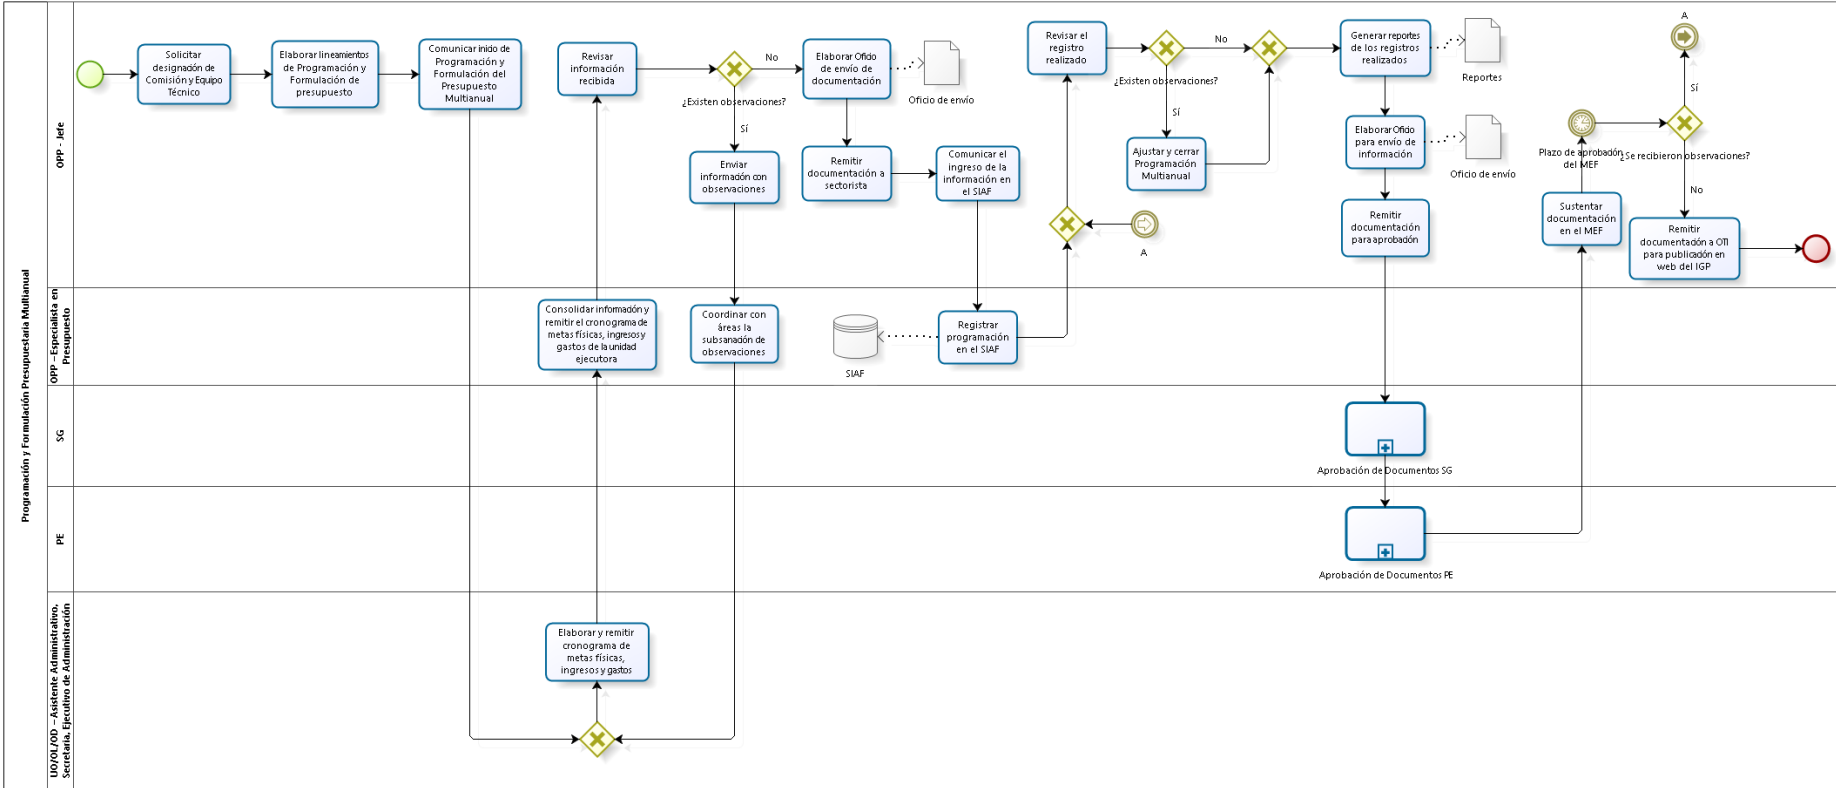 Programación y Formulación Presupuestaria Multianual
OPP - Jefe
Solicitar
designación de
Comisión y Equipo
Técnico
Elaborar lineamientos
de Programación y
Formulación de
presupuesto
Comunicar inicio de
Programación y
Formulación del
Presupuesto
Multianual
Revisar
información
recibida
¿Existen observaciones?
No
Sí
Elaborar Oficio
de envío de
documentación
Oficio de envío
Enviar
información con
observaciones
Remitir
documentación a
sectorista
Comunicar el
ingreso de la
información en
el SIAF
Revisar el
registro
realizado
¿Existen observaciones?
No
Sí
Ajustar y cerrar
Programación
Multianual
A
Generar reportes
de los registros
realizados
Reportes
Elaborar Oficio
para envío de
información
Oficio de envío
Remitir
documentación
para aprobación
Plazo de aprobación
del MEF
Sustentar
documentación
en el MEF
A
Sí
¿Se recibieron observaciones?
No
Remitir
documentación a OTI
para publicación en
web del IGP
OPP – Especialista en
Presupuesto
Consolidar información y
remitir el cronograma de
metas físicas, ingresos y
gastos de la unidad
ejecutora
Coordinar con
áreas la
subsanación de
observaciones
SIAF
Registrar
programación
en el SIAF
SG
Aprobación de Documentos SG
PE
Aprobación de Documentos PE
UO/OL/OD – Asistente Administrativo,
Secretaria, Ejecutivo de Administración
Elaborar y remitir
cronograma de
metas físicas,
ingresos y gastos